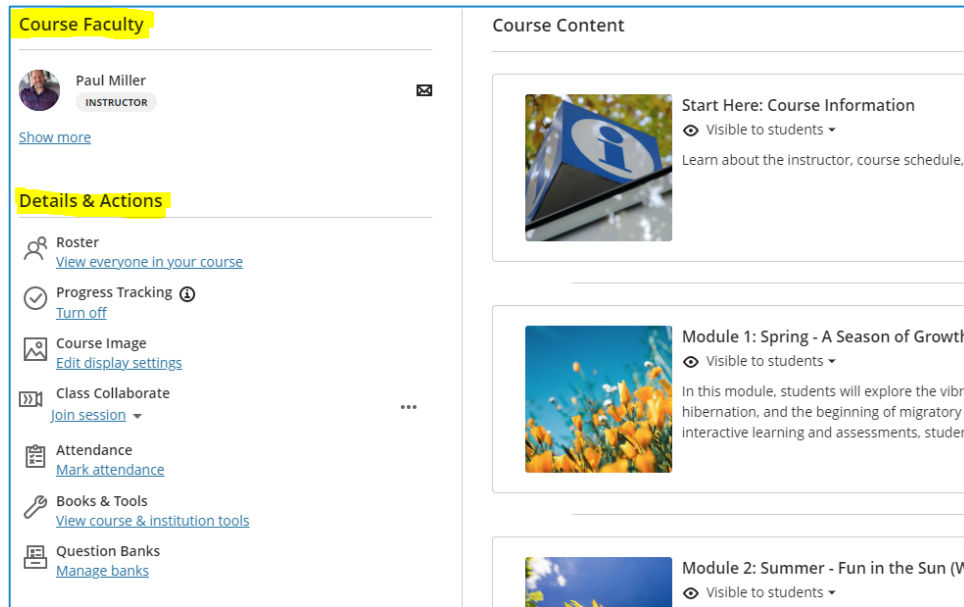 Course Faculty
Paul Miller
INSTRUCTOR
Show more
Details & Actions
Roster
View everyone in your course
Progress Tracking
Turn off
Course Image
Edit display settings
Class Collaborate
Join session
Attendance
Mark attendance
Books & Tools
View course & institution tools
Question Banks
Manage banks
Course Content
Start Here: Course Information
Visible to students
Learn about the instructor, course schedule,
Module 1: Spring - A Season of Growth
Visible to students
In this module, students will explore the
hibernation, and the beginning of migratory
interactive learning and assessments,
Module 2: Summer - Fun in the Sun
Visible to students